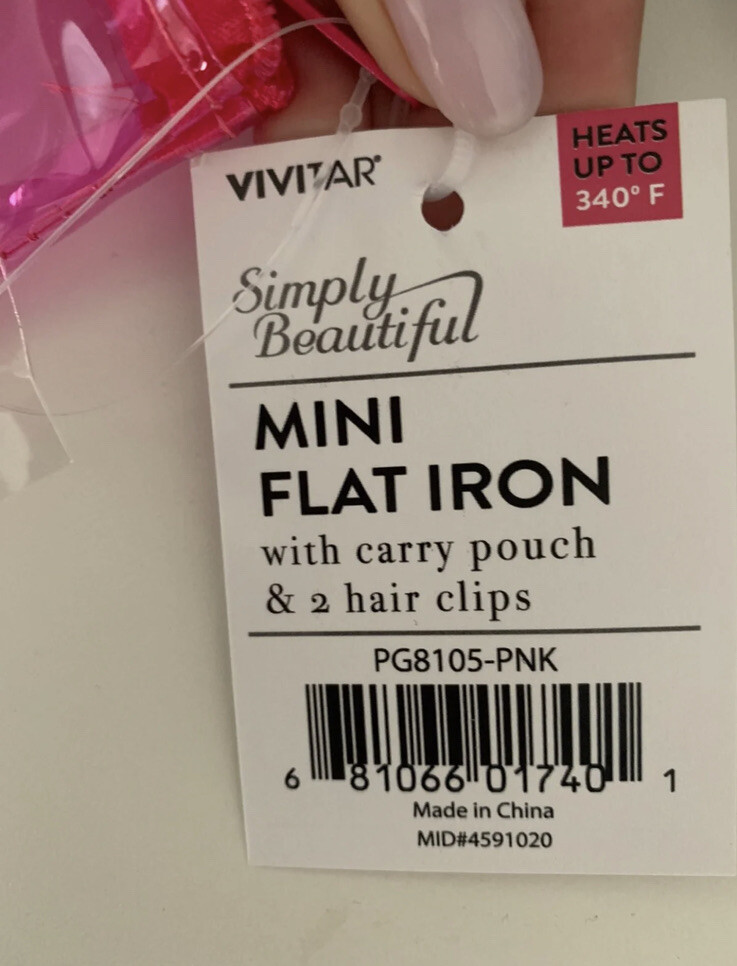 VIVITAR®
HEATS
UP TO
340° F
Simply
Beautiful
MINI
FLAT IRON
with carry pouch
& 2 hair clips
PG8105-PNK
6 81066 01740 1
Made in China
MID#4591020